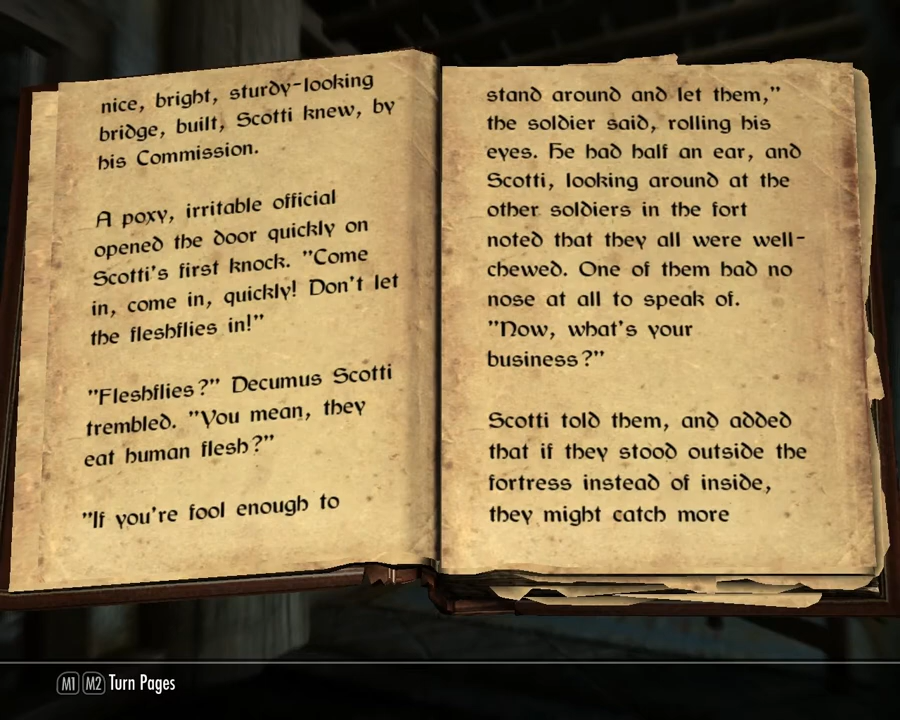 nice, bright, sturdy-looking
bridge, built, Scotti knew, by
his Commission.
A poxy, irritable official
opened the door quickly on
Scotti's first knock. "Come
in, come in, quickly! Don't let
the fleshflies in!"
"Fleshflies?" Decumus Scotti
trembled. "You mean, they
eat human flesh?"
"If you're fool enough to
stand around and let them,"
the soldier said, rolling his
eyes. He had half an ear, and
Scotti, looking around at the
other soldiers in the fort
noted that they all were well-
chewed. One of them had no
nose at all to speak of.
"Now, what's your
business?"
Scotti told them, and added
that if they stood outside the
fortress instead of inside,
they might catch more
M1 M2 Turn Pages